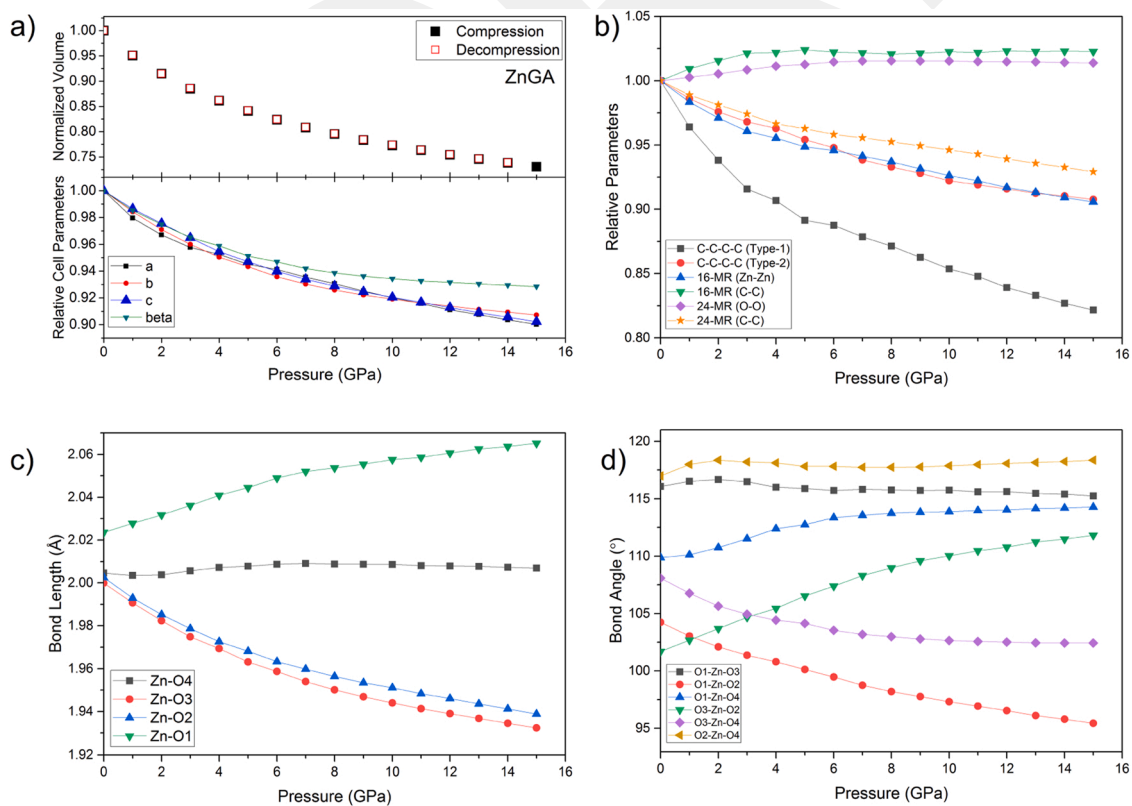 a)
Normalized Volume
1.00
0.95
0.90
0.85
0.80
0.75
Compression
Decompression
ZnGA
Relative Cell Parameters
1.00
0.98
0.96
0.94
0.92
0.90
a
b
c
beta
0 2 4 6 8 10 12 14 16
Pressure (GPa)
b)
Relative Parameters
1.00
0.95
0.90
0.85
0.80
C-C-C-C (Type-1)
C-C-C-C (Type-2)
16-MR (Zn-Zn)
16-MR (C-C)
24-MR (O-O)
24-MR (C-C)
0 1 2 3 4 5 6 7 8 9 10 11 12 13 14 15 16
Pressure (GPa)
c)
Bond Length (Å)
2.06
2.04
2.02
2.00
1.98
1.96
1.94
1.92
Zn-O4
Zn-O3
Zn-O2
Zn-O1
0 2 4 6 8 10 12 14 16
Pressure (GPa)
d)
Bond Angle (°)
120
115
110
105
100
95
O1-Zn-O3
O1-Zn-O2
O1-Zn-O4
O3-Zn-O2
O3-Zn-O4
O2-Zn-O4
0 2 4 6 8 10 12 14 16
Pressure (GPa)